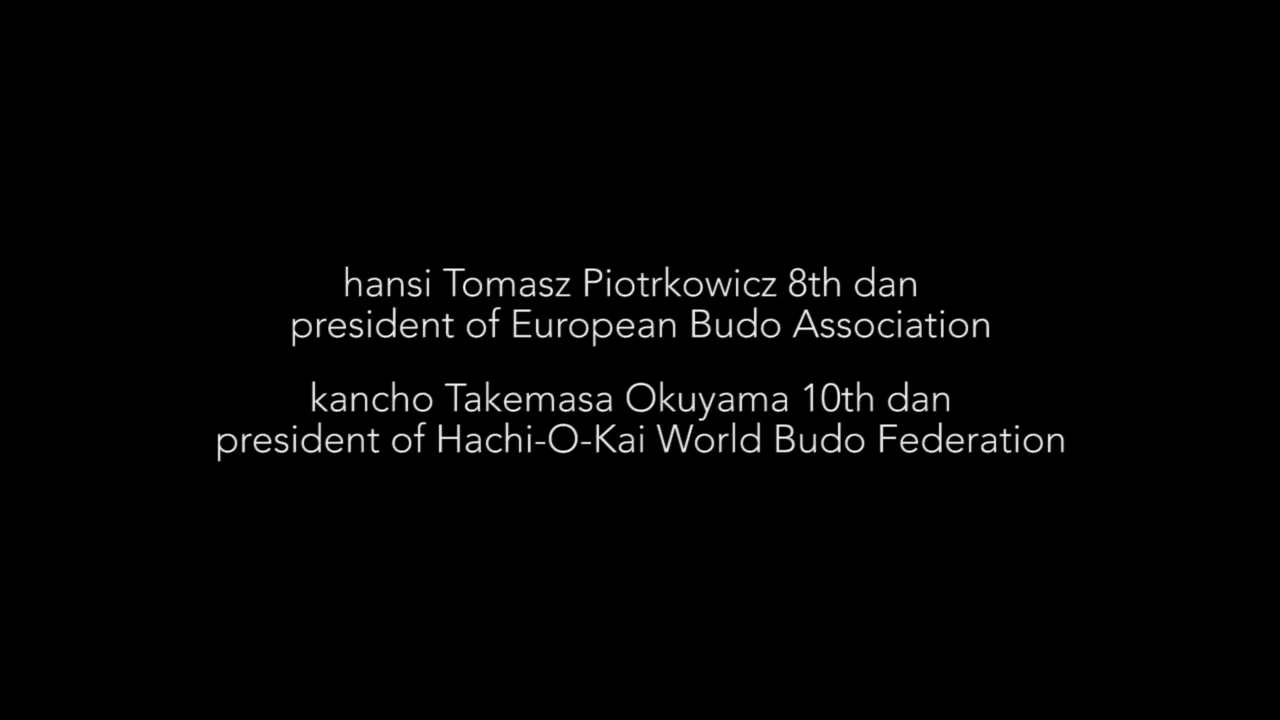 hansi Tomasz Piotrkowicz 8th dan
president of European Budo Association
kancho Takemasa Okuyama 10th dan
president of Hachi-O-Kai World Budo Federation